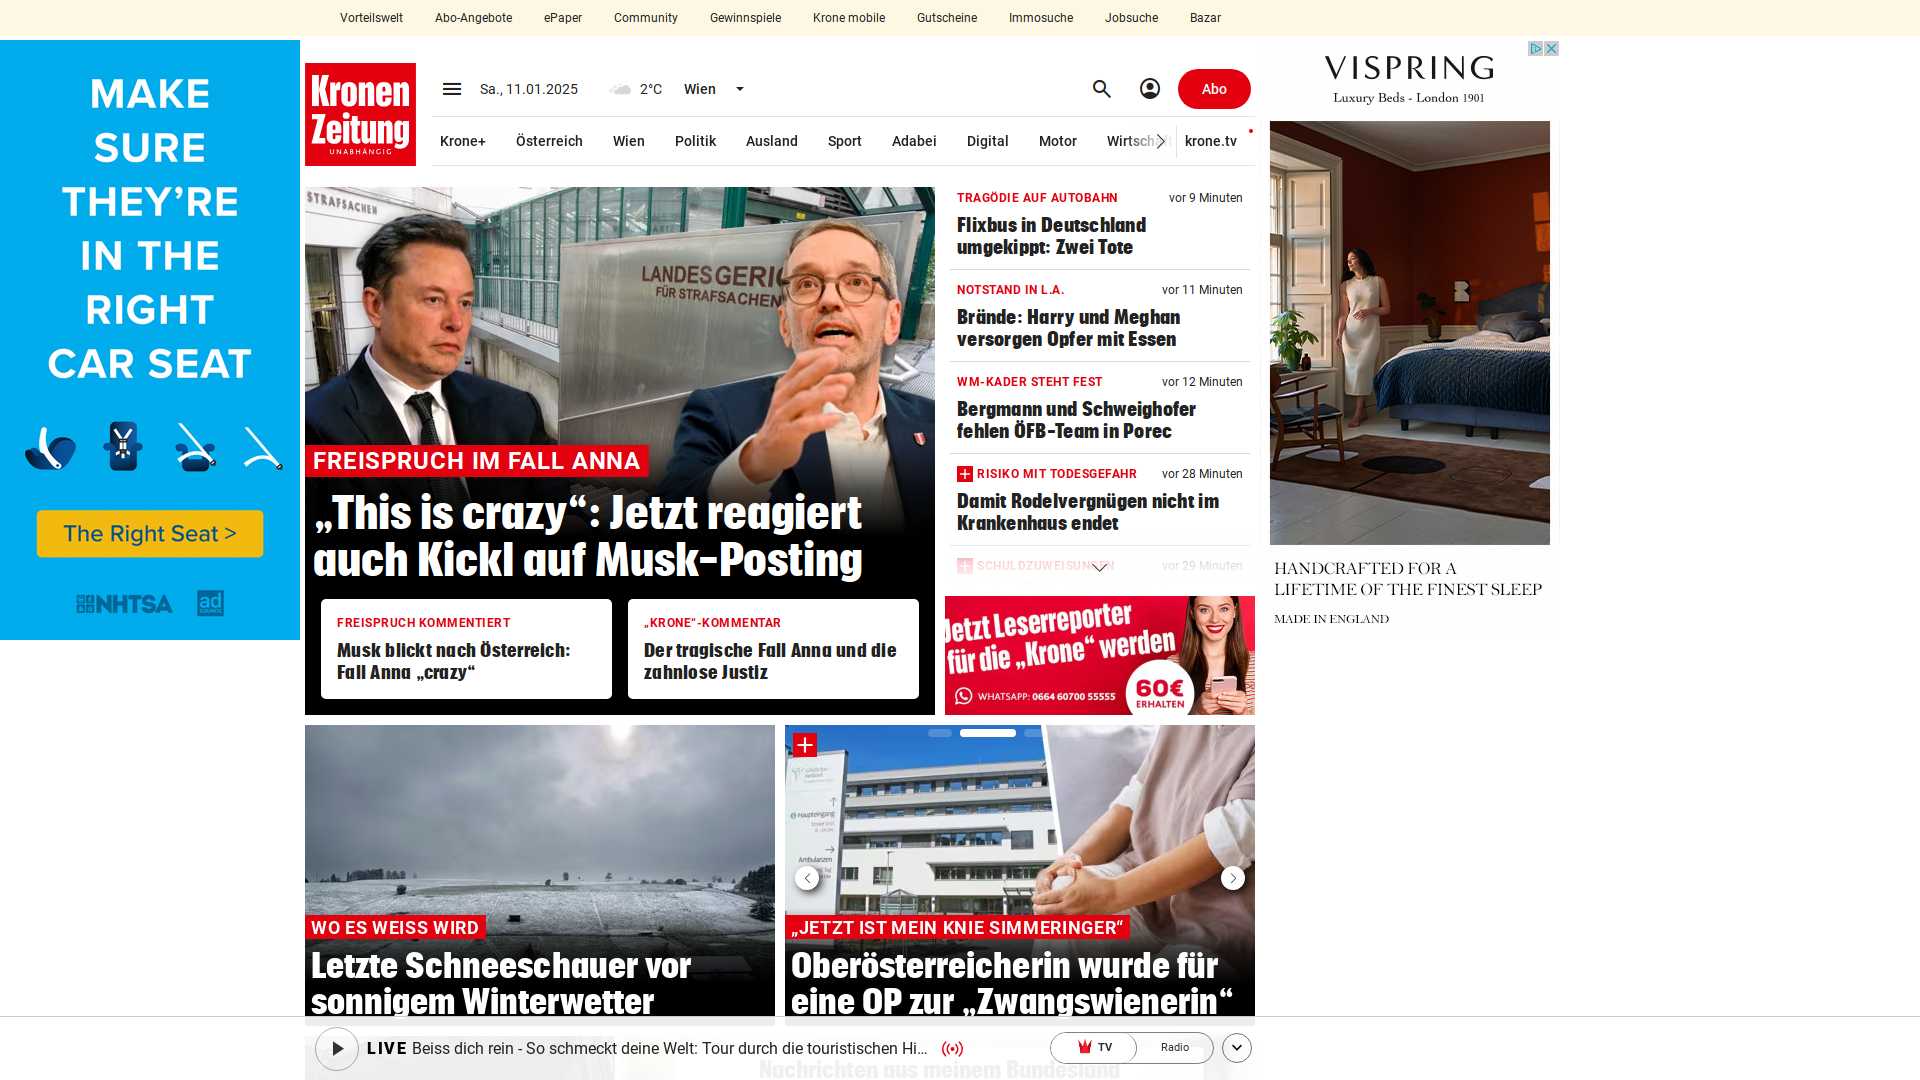 Vorteilswelt Abo-Angebote ePaper Community Gewinnspiele Krone mobile Gutscheine Immosuche Jobsuche Bazar
MAKE
SURE
THEY'RE
IN THE
RIGHT
CAR SEAT
The Right Seat >
NHTSA
ad
Kronen
Zeitung
UNABHÄNGIG
Sa., 11.01.2025
2°C
Wien
Abo
Krone+ Österreich Wien Politik Ausland Sport Adabei Digital Motor Wirtschaft krone.tv
STRAFSACHEN
LANDESGERIC
FÜR STRAFSACHEN
FREISPRUCH IM FALL ANNA
„This is crazy“: Jetzt reagiert
auch Kickl auf Musk-Posting
FREISPRUCH KOMMENTIERT
Musk blickt nach Österreich:
Fall Anna „crazy“
„KRONE“-KOMMENTAR
Der tragische Fall Anna und die
zahnlose Justiz
TRAGÖDIE AUF AUTOBAHN vor 9 Minuten
Flixbus in Deutschland
umgekippt: Zwei Tote
NOTSTAND IN L.A. vor 11 Minuten
Brände: Harry und Meghan
versorgen Opfer mit Essen
WM-KADER STEHT FEST vor 12 Minuten
Bergmann und Schweighofer
fehlen ÖFB-Team in Porec
RISIKO MIT TODESGEFAHR vor 28 Minuten
Damit Rodelvergnügen nicht im
Krankenhaus endet
SCHULDZUWEISUNGEN vor 29 Minuten
Jetzt Leserreporter
für die „Krone“ werden
WHATSAPP: 0664 60700 55555
60€
ERHALTEN
VISPRING
Luxury Beds - London 1901
HANDCRAFTED FOR A
LIFETIME OF THE FINEST SLEEP
MADE IN ENGLAND
WO ES WEISS WIRD
Letzte Schneeschauer vor
sonnigem Winterwetter
Haupteingang
Ambulanzen
„JETZT IST MEIN KNIE SIMMERINGER“
Oberösterreicherin wurde für
eine OP zur „Zwangswienerin“
LIVE Beiss dich rein - So schmeckt deine Welt: Tour durch die touristischen Hi...
TV
Radio
Nachrichten aus meinem Bundesland